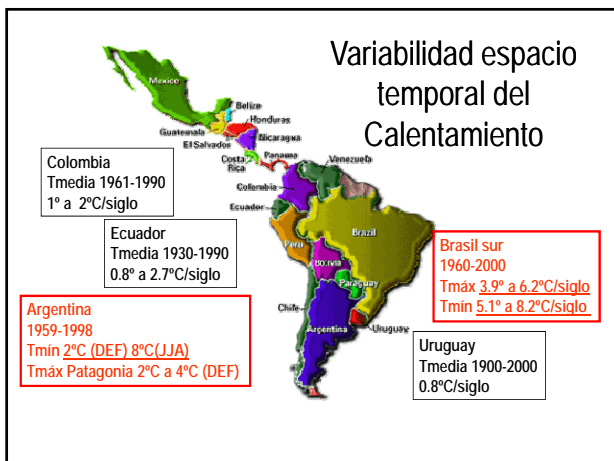 Variabilidad espacio
temporal del
Calentamiento
Mexico
Belize
Honduras
Guatemala
Nicaragua
El Salvador
Costa
Rica
Panama
Venezuela
Colombia
Ecuador
Peru
Brazil
Bolivia
Paraguay
Chile
Argentina
Uruguay
Colombia
Tmedia 1961-1990
1º a 2ºC/siglo
Ecuador
Tmedia 1930-1990
0.8º a 2.7ºC/siglo
Argentina
1959-1998
Tmín 2ºC (DEF) 8ºC(JJA)
Tmáx Patagonia 2ºC a 4ºC (DEF)
Brasil sur
1960-2000
Tmáx 3.9º a 6.2ºC/siglo
Tmín 5.1º a 8.2ºC/siglo
Uruguay
Tmedia 1900-2000
0.8ºC/siglo